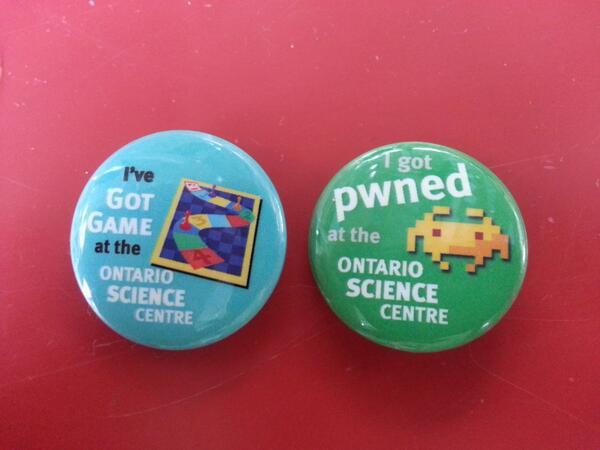 I've
GOT
GAME
at the
ONTARIO
SCIENCE
CENTRE
I got
pwned
at the
ONTARIO
SCIENCE
CENTRE